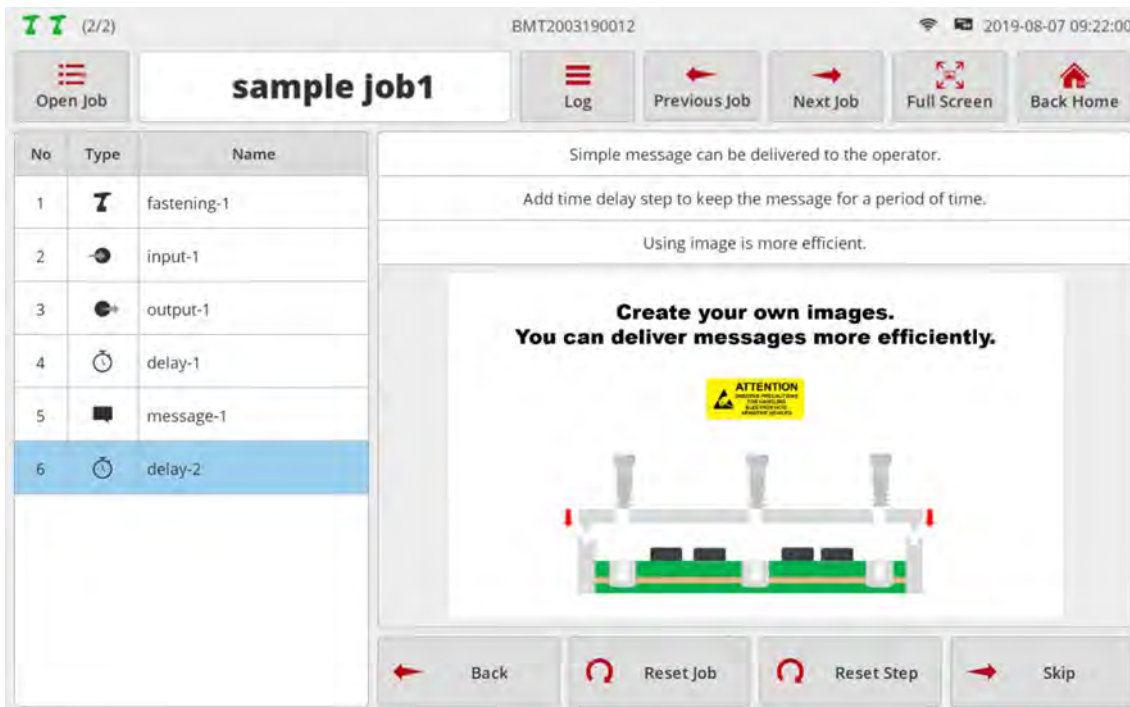 (2/2)
BMT2003190012
2019-08-07 09:22:00
Open Job
sample job1
Log
Previous Job
Next Job
Full Screen
Back Home
No Type Name
1 fastening-1
2 input-1
3 output-1
4 delay-1
5 message-1
6 delay-2
Simple message can be delivered to the operator.
Add time delay step to keep the message for a period of time.
Using image is more efficient.
Create your own images.
You can deliver messages more efficiently.
ATTENTION
Back
Reset Job
Reset Step
Skip